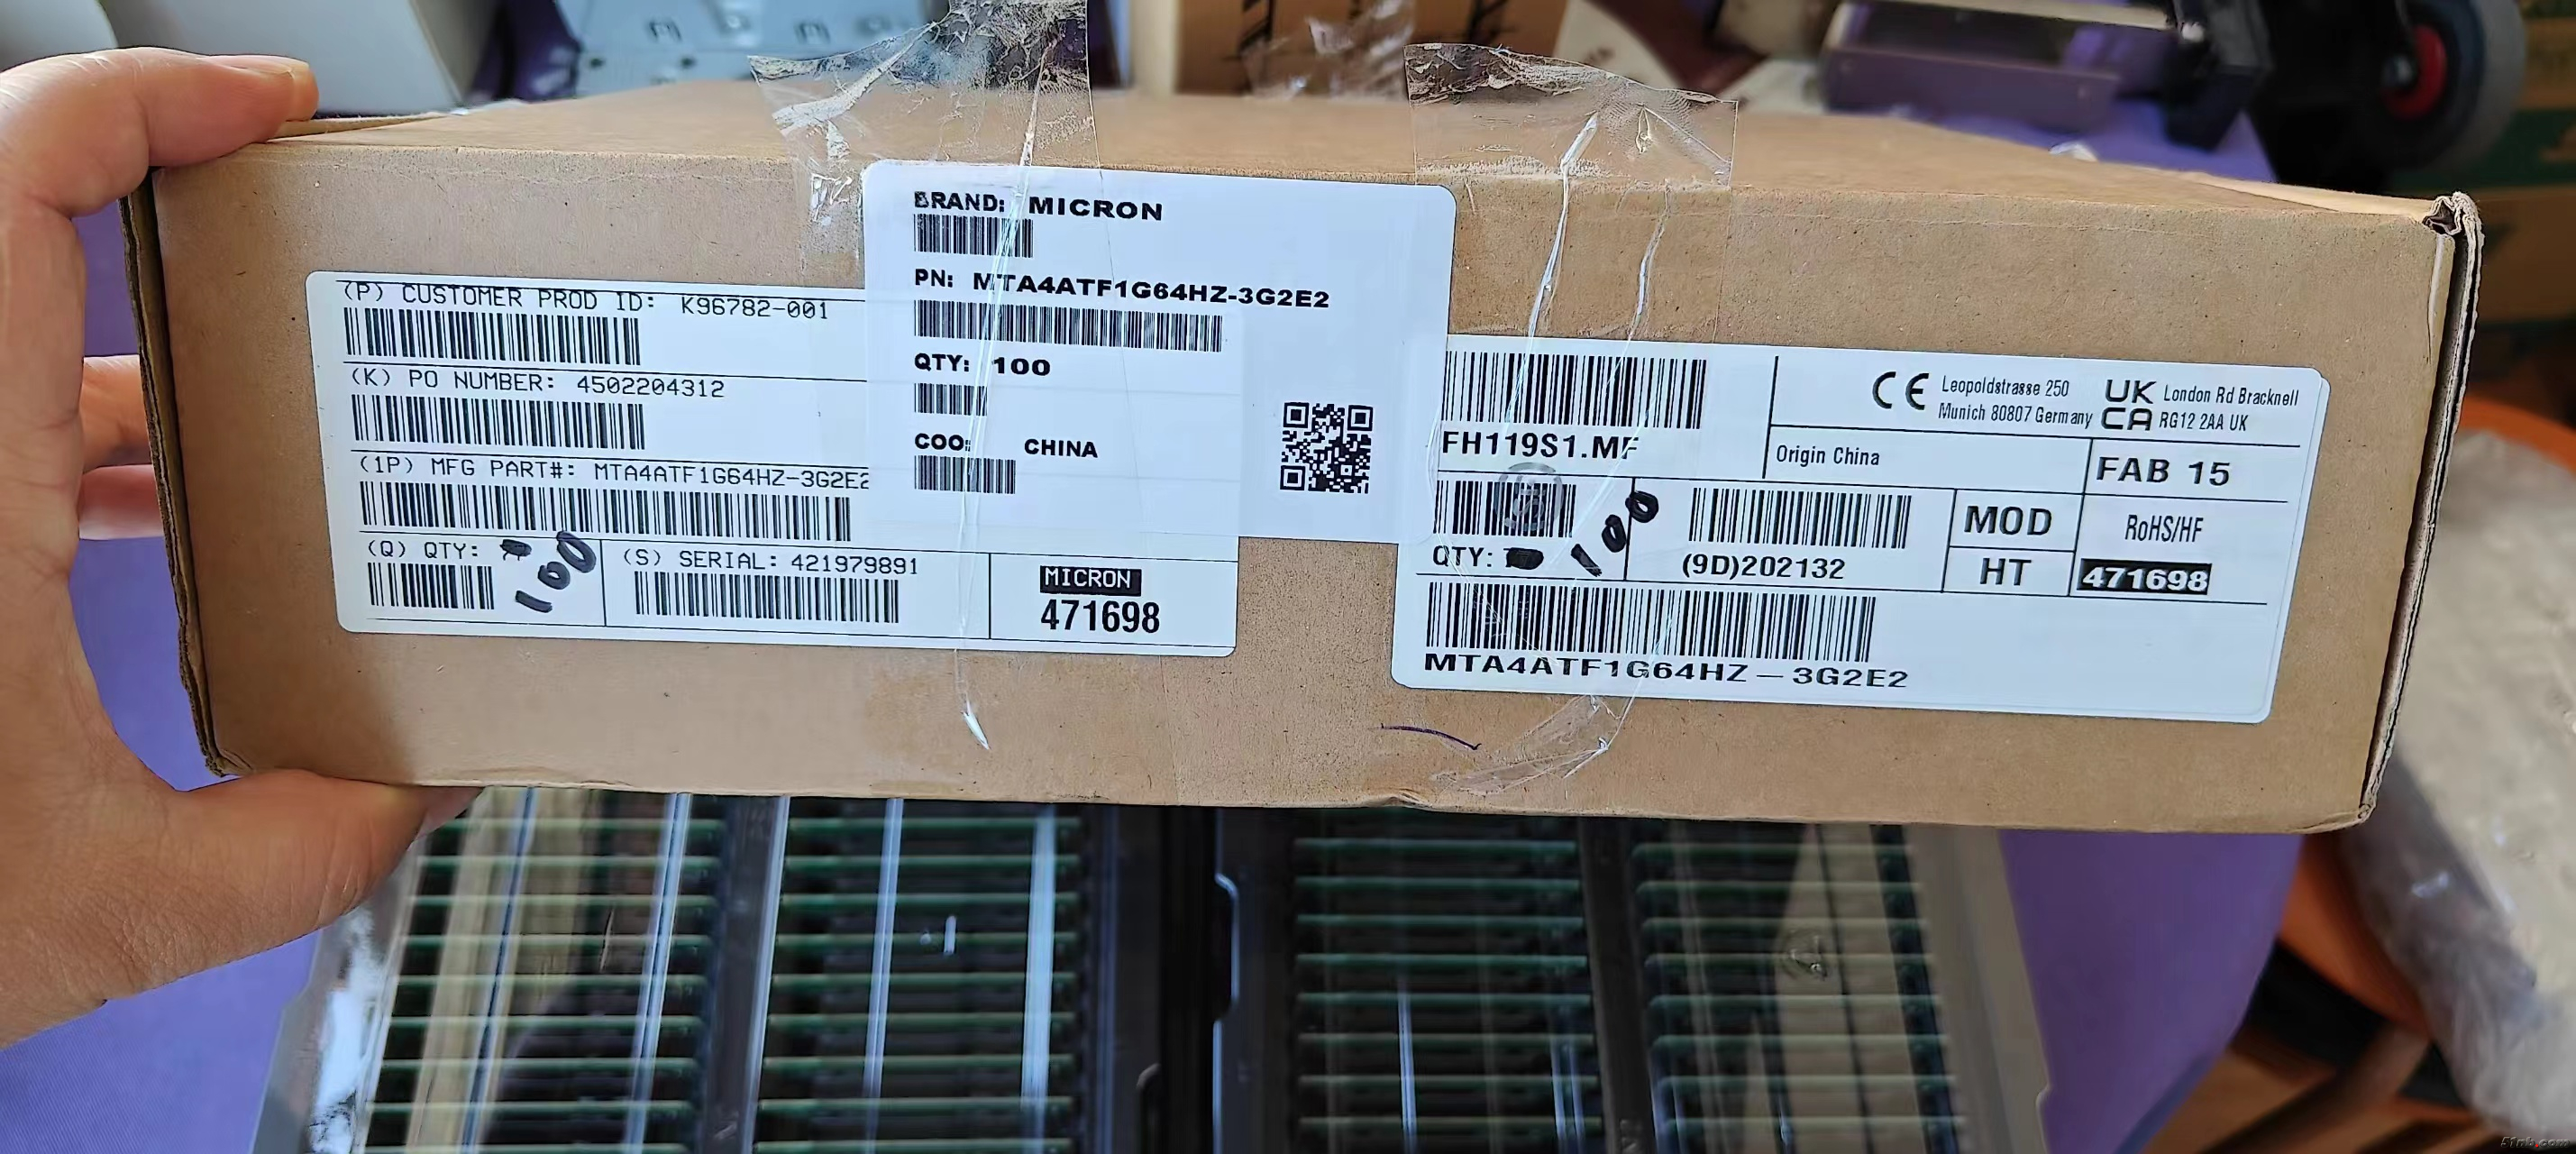 BRAND: MICRON
PN: MTA4ATF1G64HZ-3G2E2
QTY: 100
COO: CHINA
(P) CUSTOMER PROD ID: K96782-001
(K) PO NUMBER: 4502204312
(1P) MFG PART#: MTA4ATF1G64HZ-3G2E2
(Q) QTY: 100
(S) SERIAL: 421979891
MICRON
471698
FH119S1.MF
CE Leopoldstrasse 250
Munich 80807 Germany
UK CA London Rd Bracknell
RG12 2AA UK
Origin China
FAB 15
QTY: 100
(9D)202132
MOD
HT
RoHS/HF
471698
MTA4ATF1G64HZ-3G2E2
51nb.com